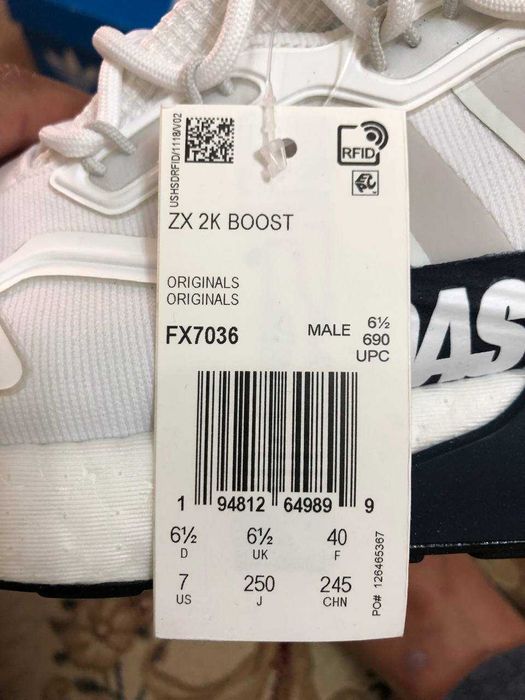 USHSDRFID/1118/V02
RFID
ZX 2K BOOST
ORIGINALS
ORIGINALS
FX7036
MALE 6½
690
UPC
1 94812 64989 9
6½ 6½ 40
D UK F
7 250 245
US J CHN
PO# 126465367
DAS